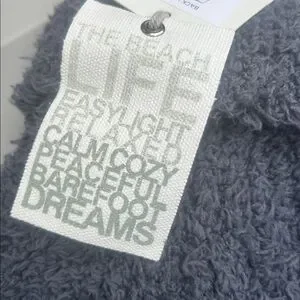 THE BEACH
LIFE
EASYLIGHT
RELAXED
CALM COZY
PEACEFUL
BAREFOOT
DREAMS